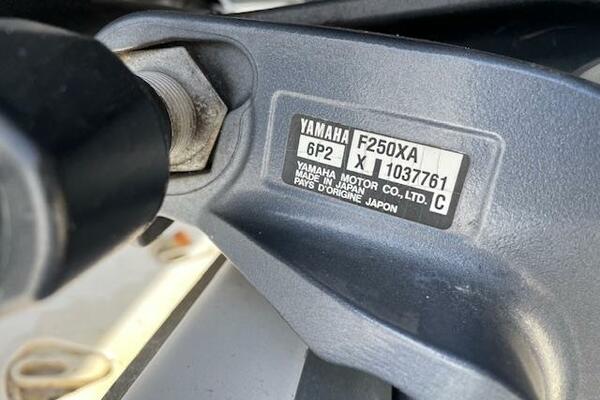 YAMAHA F250XA
6P2 X 1037761
YAMAHA MOTOR CO., LTD. C
MADE IN JAPAN
PAYS D'ORIGINE JAPON